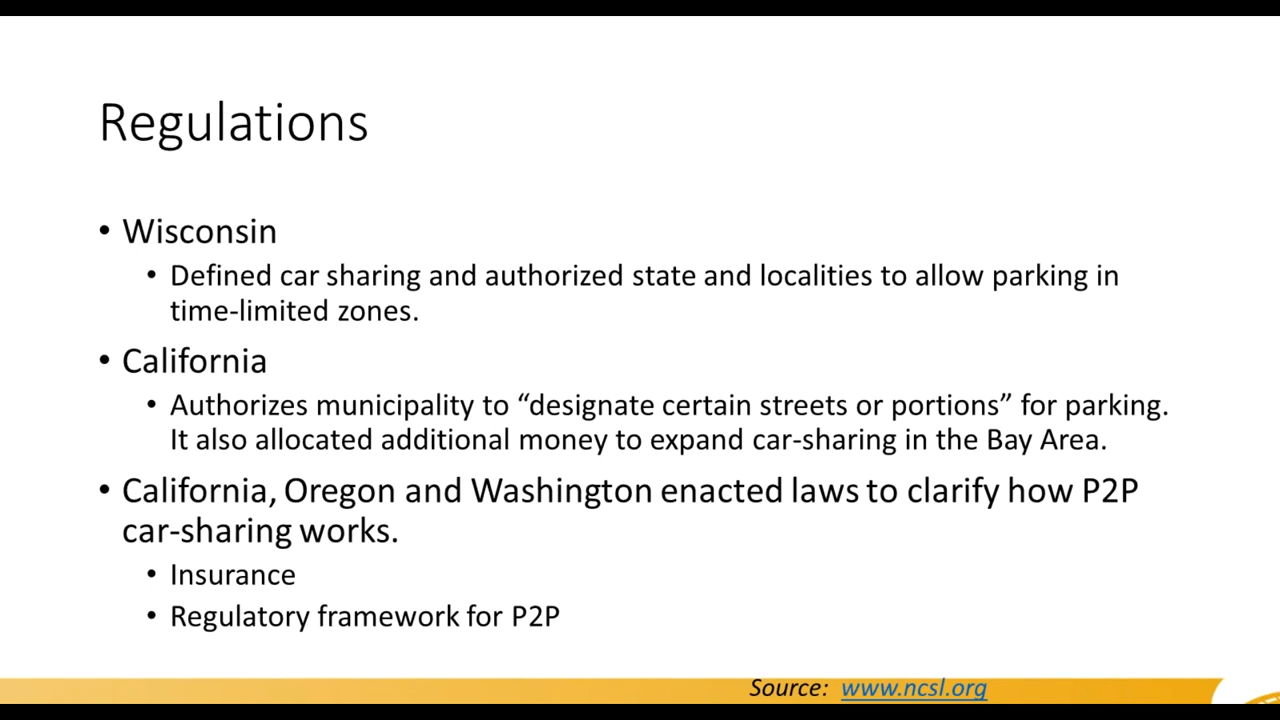 Regulations
• Wisconsin
• Defined car sharing and authorized state and localities to allow parking in
time-limited zones.
• California
• Authorizes municipality to “designate certain streets or portions” for parking.
It also allocated additional money to expand car-sharing in the Bay Area.
• California, Oregon and Washington enacted laws to clarify how P2P
car-sharing works.
• Insurance
• Regulatory framework for P2P
Source: www.ncsl.org